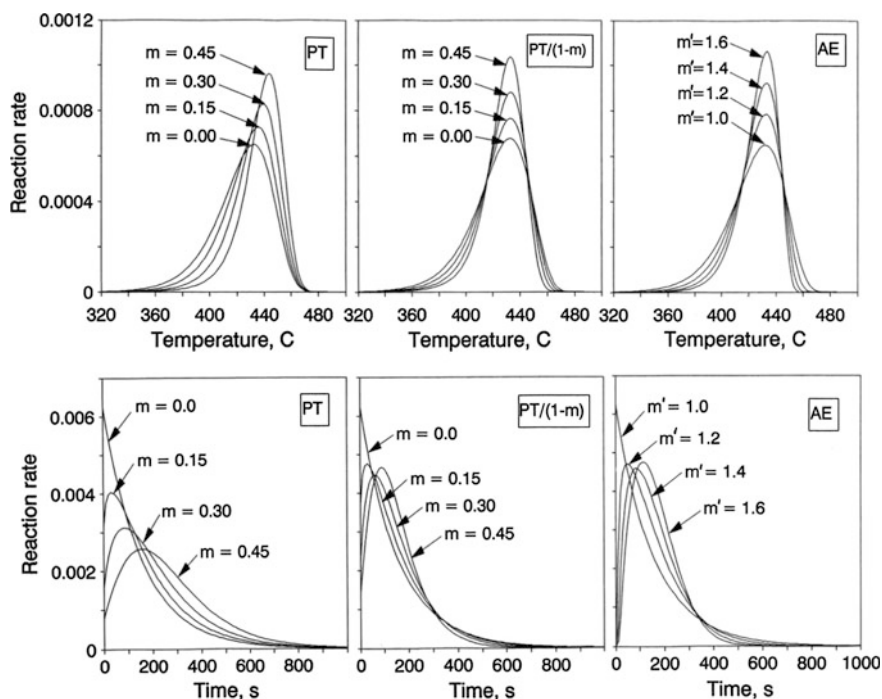 0.0012
0.0008
0.0004
0
Reaction rate
m = 0.45
m = 0.30
m = 0.15
m = 0.00
PT
320 360 400 440 480
Temperature, C
m = 0.45
m = 0.30
m = 0.15
m = 0.00
PT/(1-m)
320 360 400 440 480
Temperature, C
m'= 1.6
m'= 1.4
m'= 1.2
m'= 1.0
AE
320 360 400 440 480
Temperature, C
0.006
0.004
0.002
0
Reaction rate
m = 0.0
m = 0.15
m = 0.30
m = 0.45
PT
0 200 400 600 800
Time, s
m = 0.0
m = 0.15
m = 0.30
m = 0.45
PT/(1-m)
0 200 400 600 800
Time, s
m' = 1.0
m' = 1.2
m' = 1.4
m' = 1.6
AE
0 200 400 600 800 1000
Time, s